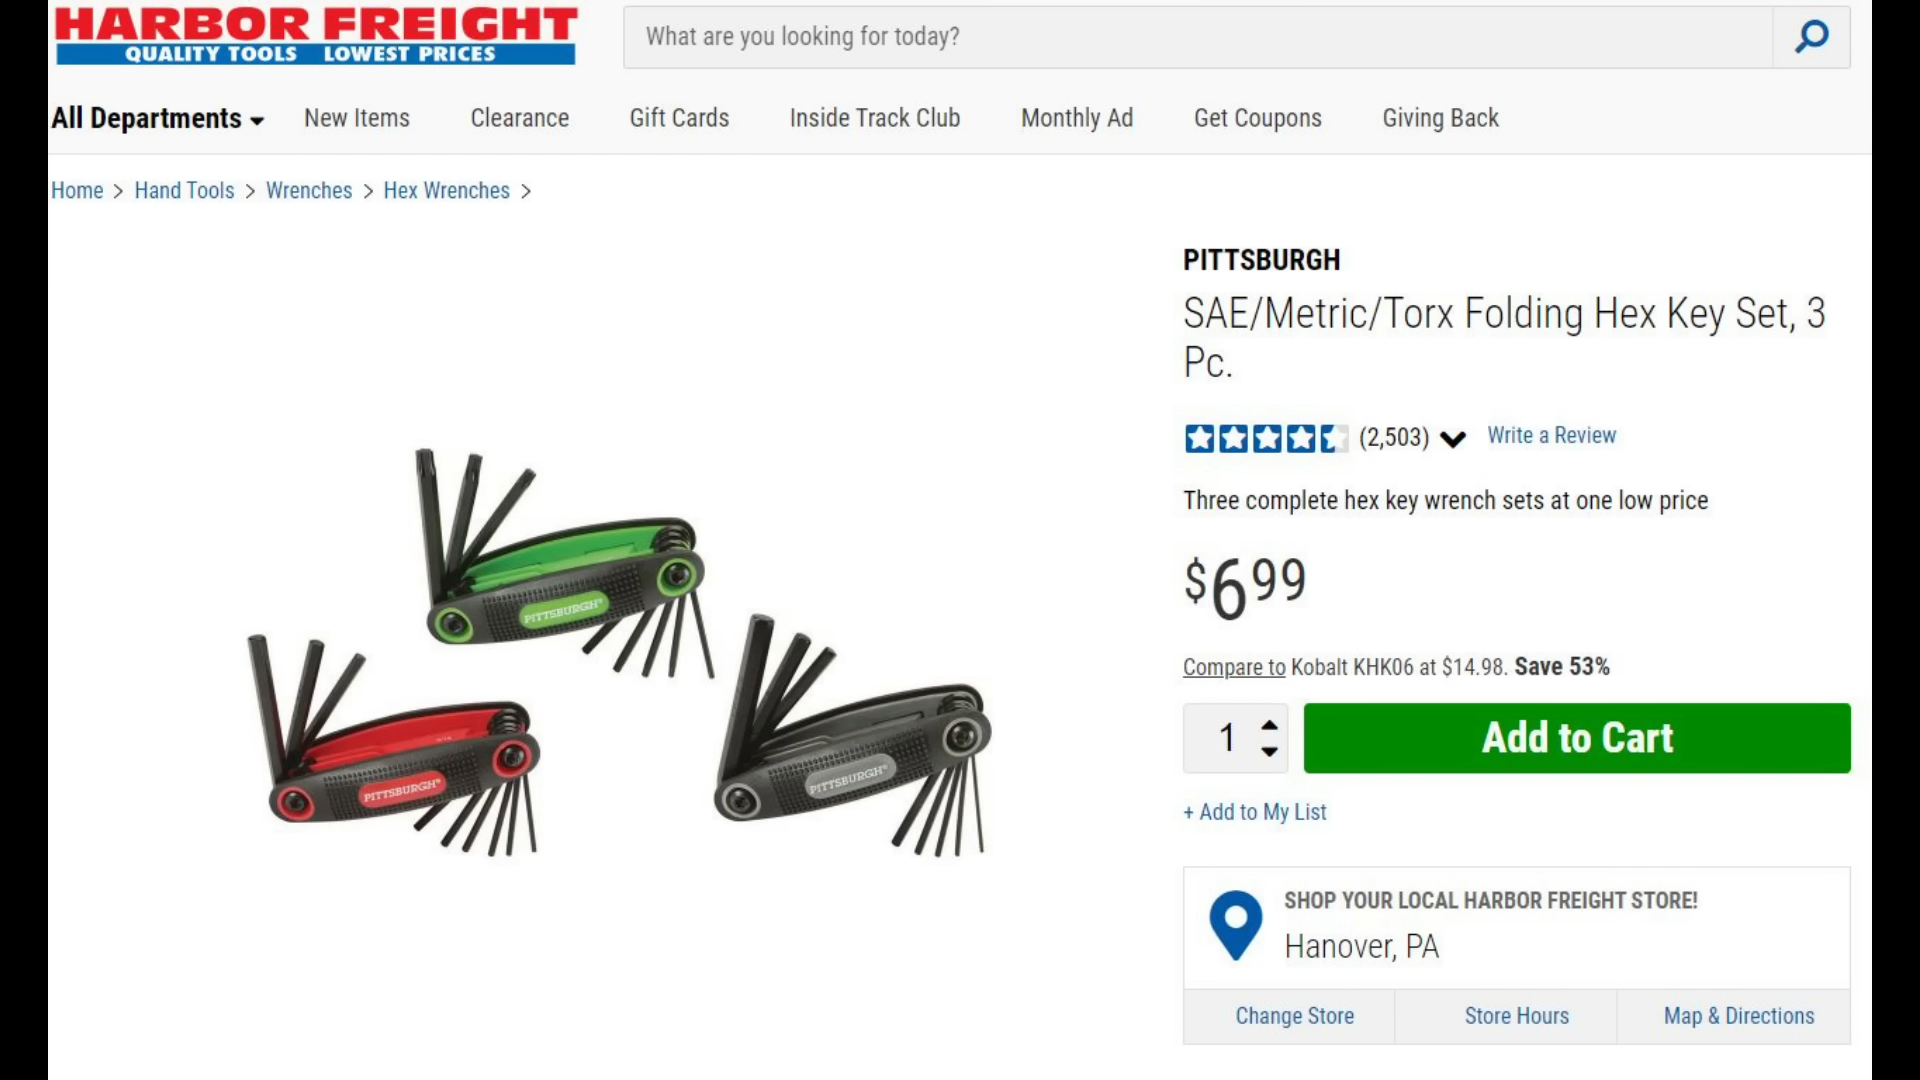 HARBOR FREIGHT
QUALITY TOOLS LOWEST PRICES
What are you looking for today?
All Departments New Items Clearance Gift Cards Inside Track Club Monthly Ad Get Coupons Giving Back
Home > Hand Tools > Wrenches > Hex Wrenches >
PITTSBURGH
SAE/Metric/Torx Folding Hex Key Set, 3
Pc.
(2,503) Write a Review
Three complete hex key wrench sets at one low price
$6 99
Compare to Kobalt KHK06 at $14.98. Save 53%
1 Add to Cart
+ Add to My List
SHOP YOUR LOCAL HARBOR FREIGHT STORE!
Hanover, PA
Change Store Store Hours Map & Directions
PITTSBURGH®
PITTSBURGH®
PITTSBURGH®